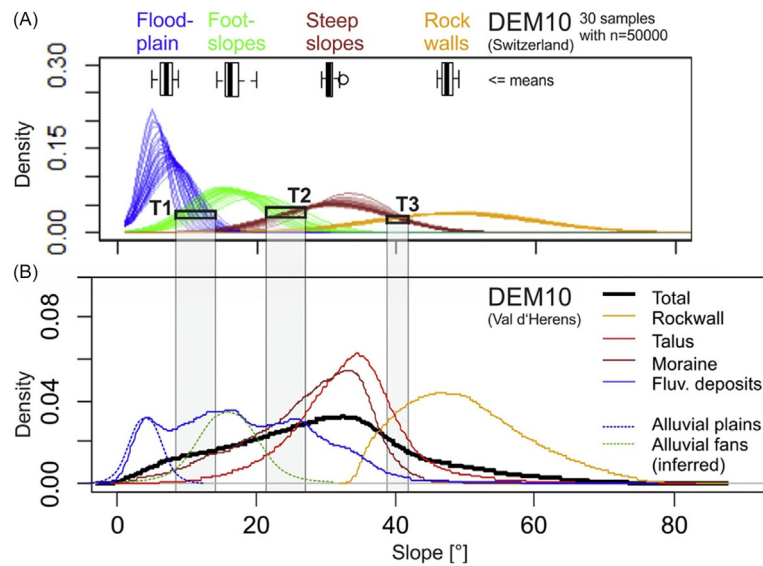 (A)
Flood-
plain
Foot-
slopes
Steep
slopes
Rock
walls
DEM10
(Switzerland)
30 samples
with n=50000
<= means
Density
0.30
0.15
0.00
T1
T2
T3
(B)
DEM10
(Val d'Herens)
Total
Rockwall
Talus
Moraine
Fluv. deposits
Alluvial plains
Alluvial fans
(inferred)
Density
0.08
0.04
0.00
0
20
40
60
80
Slope [°]